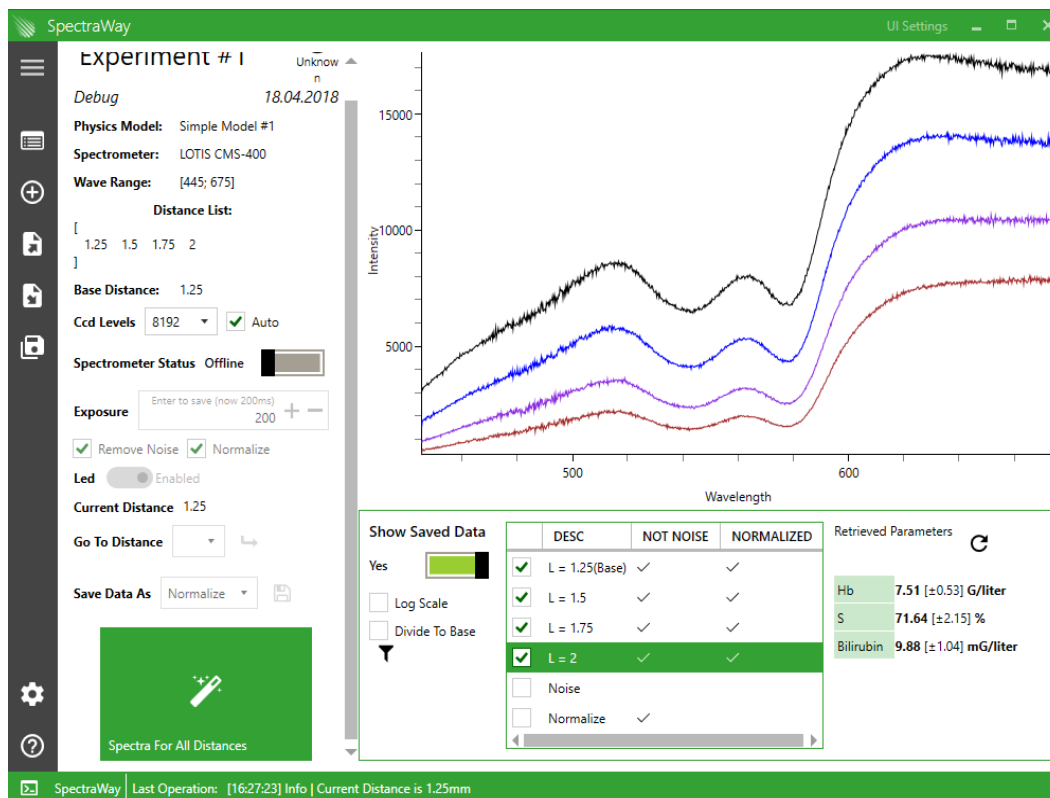 SpectraWay
UI Settings
Experiment #1
Unknow
n
Debug
18.04.2018
Physics Model: Simple Model #1
Spectrometer: LOTIS CMS-400
Wave Range: [445; 675]
Distance List:
[
1.25 1.5 1.75 2
]
Base Distance: 1.25
Ccd Levels 8192 Auto
Spectrometer Status Offline
Exposure Enter to save (now 200ms)
200
Remove Noise Normalize
Led Enabled
Current Distance 1.25
Go To Distance
Save Data As Normalize
Spectra For All Distances
15000
10000
5000
Intensity
500 600
Wavelength
Show Saved Data
Yes
Log Scale
Divide To Base
DESC NOT NOISE NORMALIZED
L = 1.25(Base)
L = 1.5
L = 1.75
L = 2
Noise
Normalize
Retrieved Parameters
Hb 7.51 [±0.53] G/liter
S 71.64 [±2.15] %
Bilirubin 9.88 [±1.04] mG/liter
SpectraWay Last Operation: [16:27:23] Info | Current Distance is 1.25mm